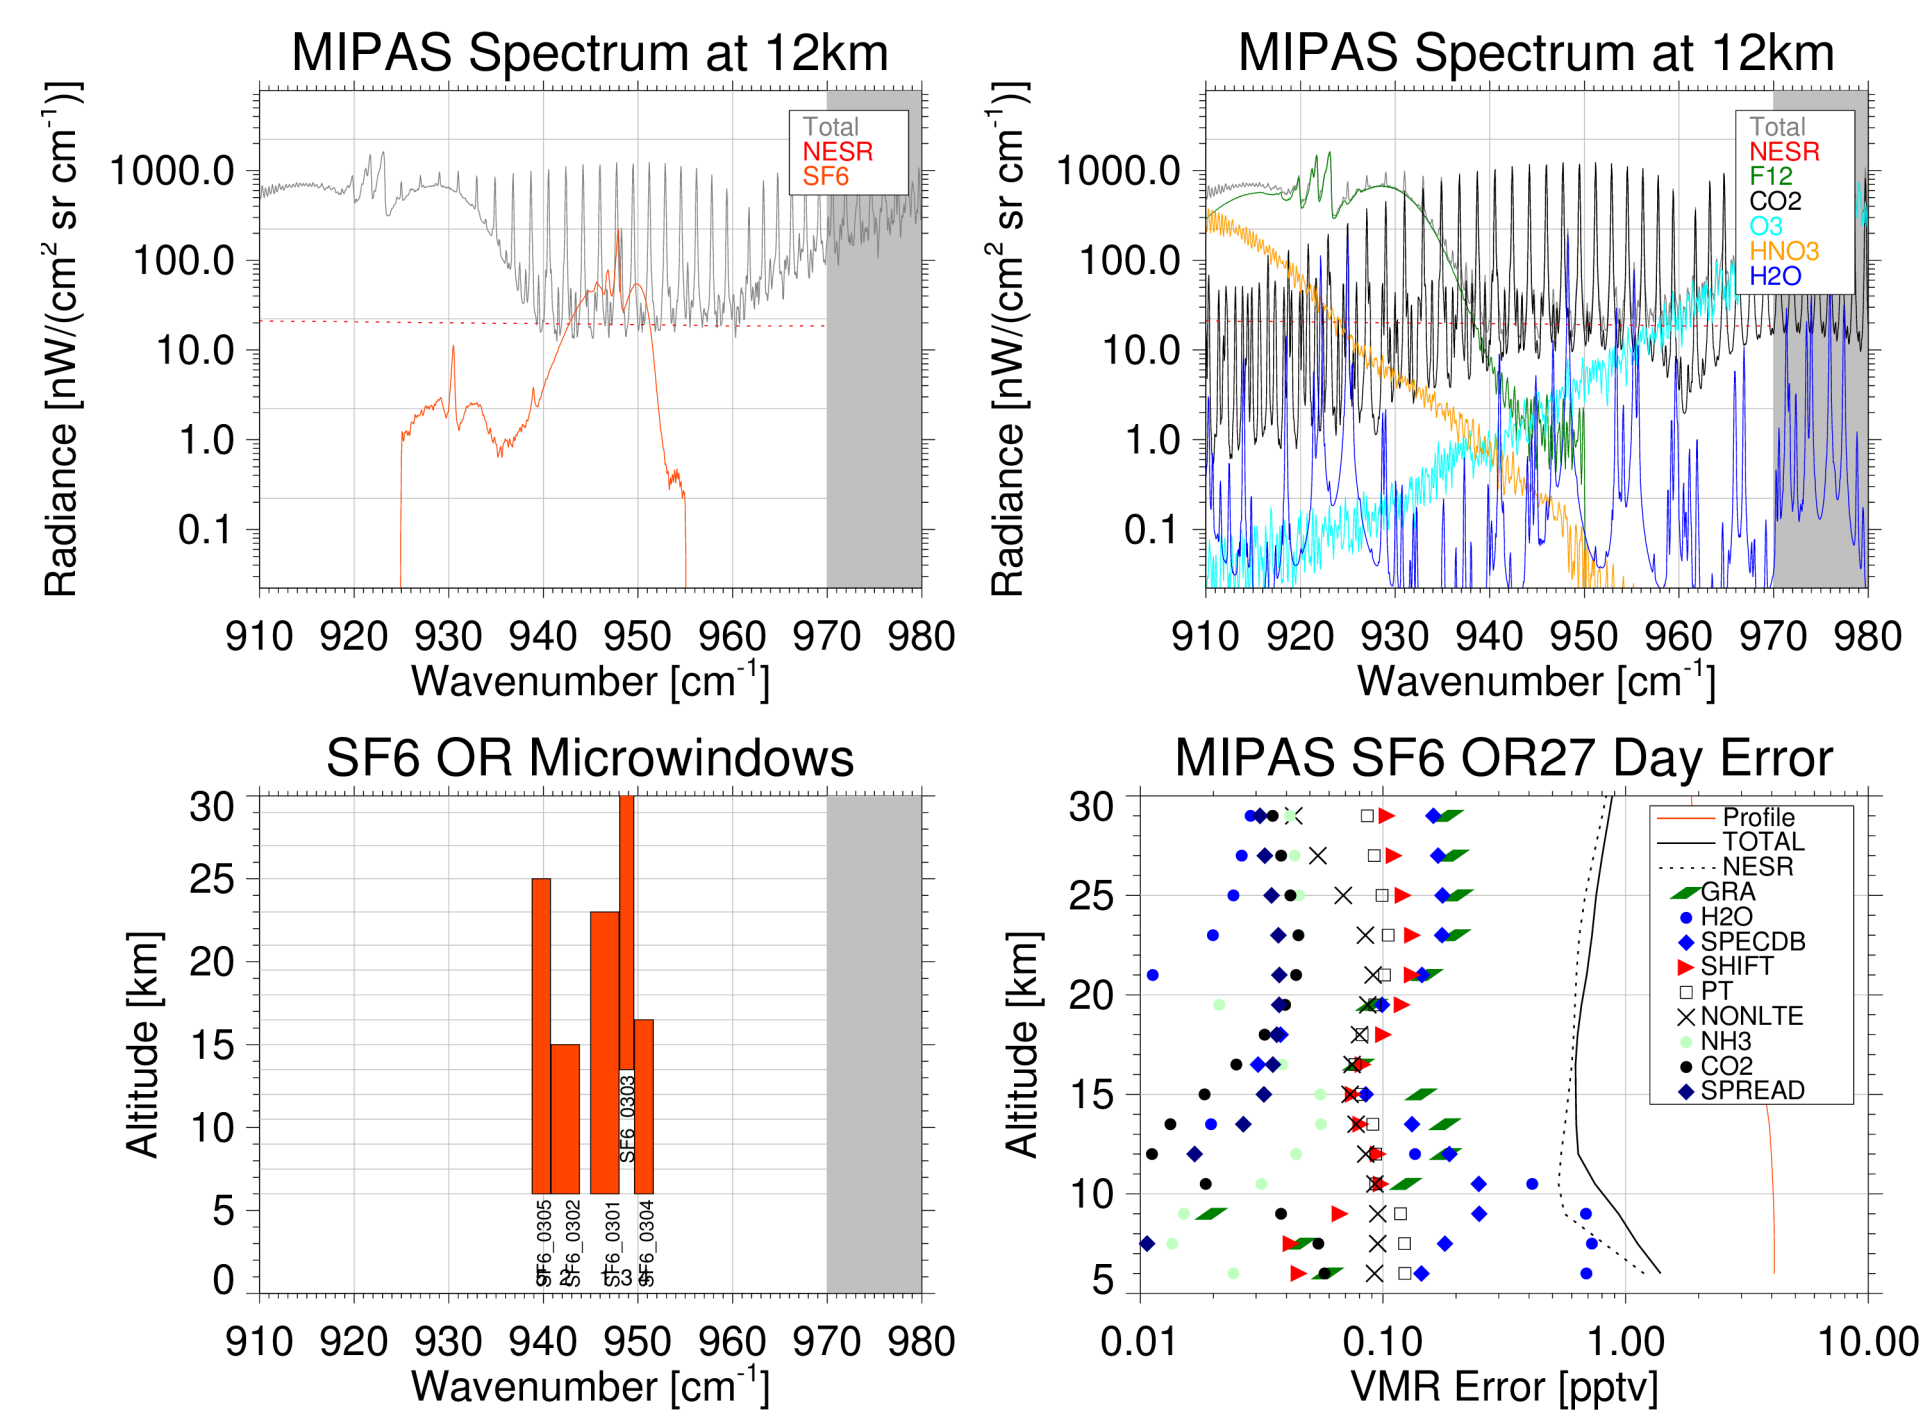 MIPAS Spectrum at 12km
Radiance [nW/(cm2 sr cm-1)]
1000.0
100.0
10.0
1.0
0.1
Total
NESR
SF6
910 920 930 940 950 960 970 980
Wavenumber [cm-1]
MIPAS Spectrum at 12km
Radiance [nW/(cm2 sr cm-1)]
1000.0
100.0
10.0
1.0
0.1
Total
NESR
F12
CO2
O3
HNO3
H2O
910 920 930 940 950 960 970 980
Wavenumber [cm-1]
SF6 OR Microwindows
Altitude [km]
30
25
20
15
10
5
0
SF6_0305
SF6_0302
SF6_0301
SF6_0303
SF6_0304
5 2 1 3 4
910 920 930 940 950 960 970 980
Wavenumber [cm-1]
MIPAS SF6 OR27 Day Error
Altitude [km]
30
25
20
15
10
5
Profile
TOTAL
NESR
GRA
H2O
SPECDB
SHIFT
PT
NONLTE
NH3
CO2
SPREAD
0.01 0.10 1.00 10.00
VMR Error [pptv]